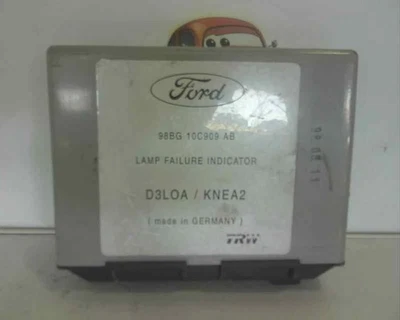 Ford
98BG 10C909 AB
LAMP FAILURE INDICATOR
D3LOA / KNEA2
( made in GERMANY )
TRW